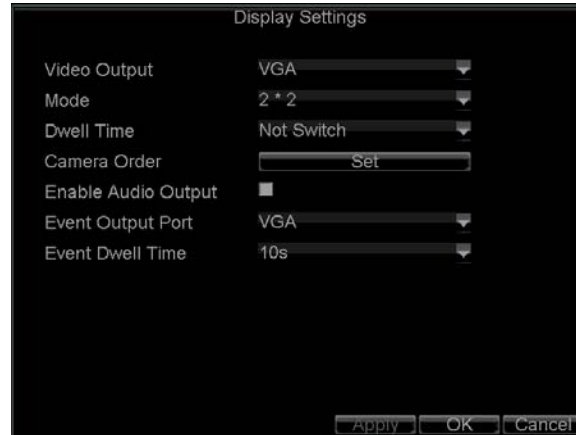 Display Settings
Video Output VGA
Mode 2 * 2
Dwell Time Not Switch
Camera Order Set
Enable Audio Output
Event Output Port VGA
Event Dwell Time 10s
Apply OK Cancel